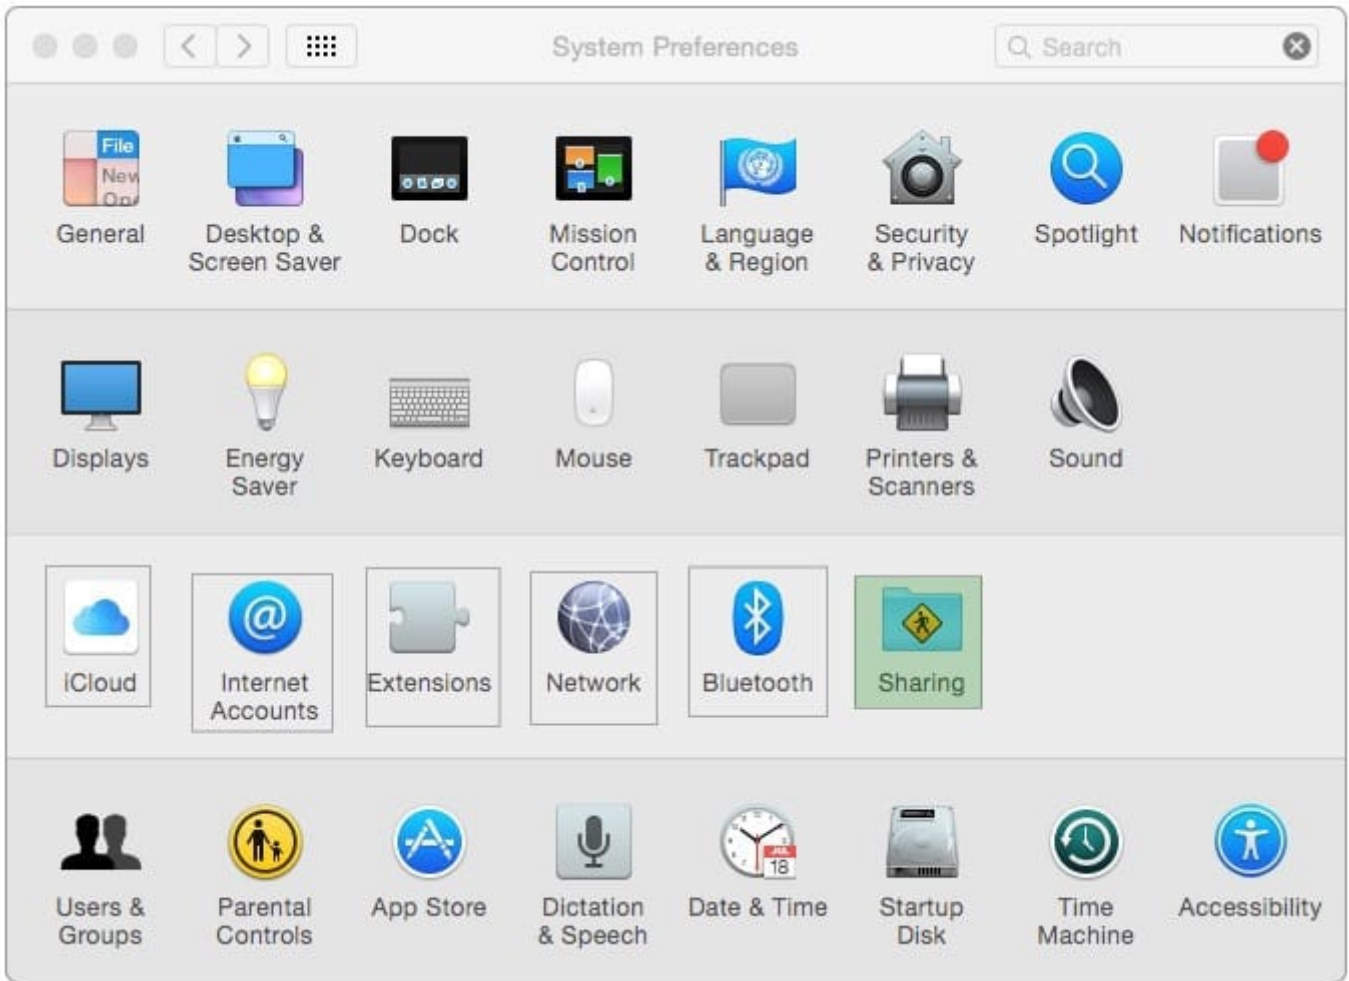 System Preferences
Search
File
New
Ope
General
Desktop &
Screen Saver
Dock
Mission
Control
Language
& Region
Security
& Privacy
Spotlight
Notifications
Displays
Energy
Saver
Keyboard
Mouse
Trackpad
Printers &
Scanners
Sound
iCloud
@
Internet
Accounts
Extensions
Network
Bluetooth
Sharing
JUL
18
Users &
Groups
Parental
Controls
App Store
Dictation
& Speech
Date & Time
Startup
Disk
Time
Machine
Accessibility